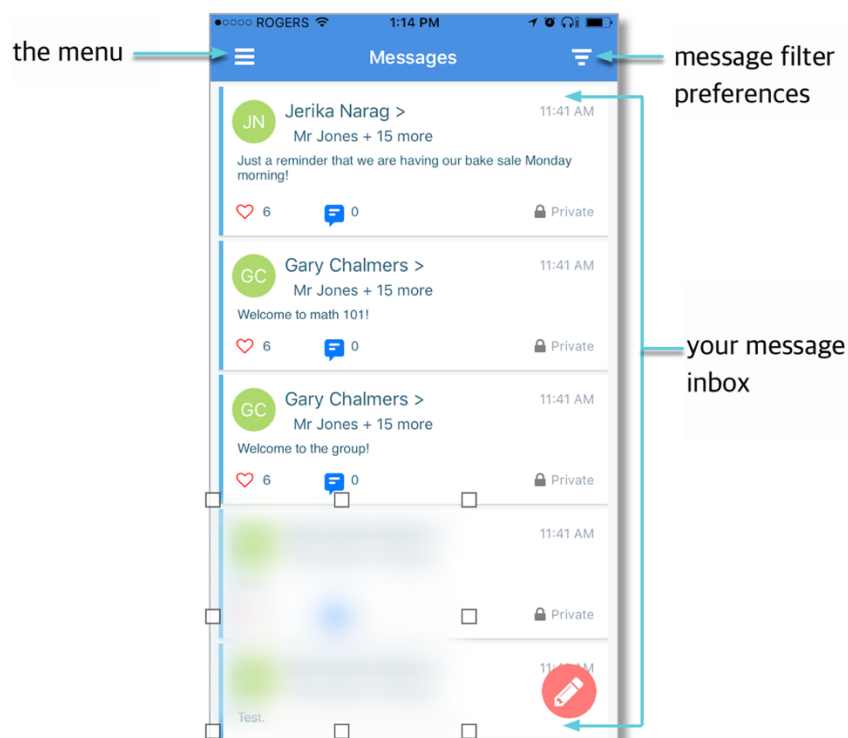 ROGERS 1:14 PM
the menu
Messages
message filter
preferences
JN Jerika Narag > 11:41 AM
Mr Jones + 15 more
Just a reminder that we are having our bake sale Monday
morning!
6 0 Private
GC Gary Chalmers > 11:41 AM
Mr Jones + 15 more
Welcome to math 101!
6 0 Private
your message
inbox
GC Gary Chalmers > 11:41 AM
Mr Jones + 15 more
Welcome to the group!
6 0 Private
11:41 AM
Private
Test.